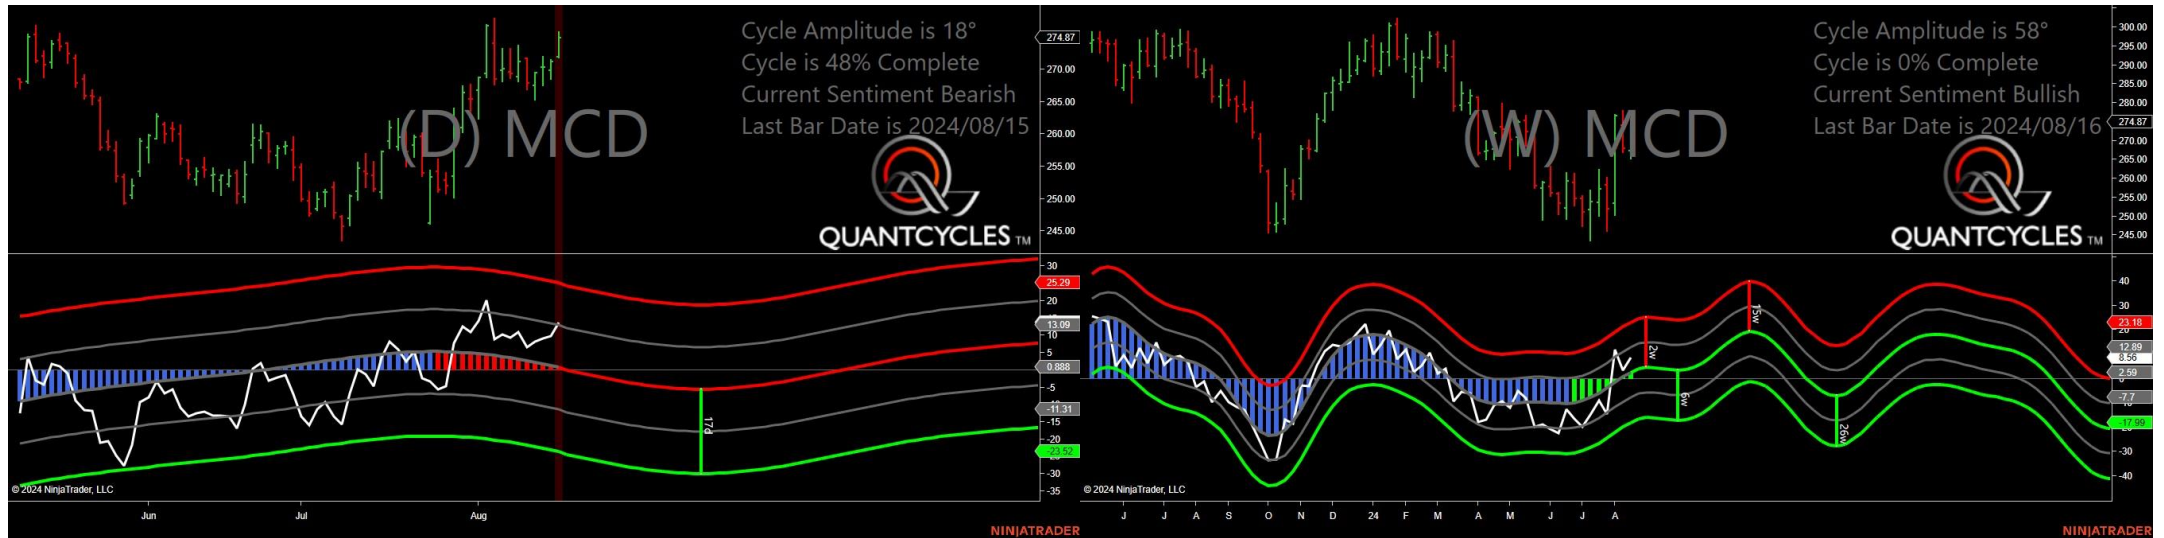 Cycle Amplitude is 18°
Cycle is 48% Complete
Current Sentiment Bearish
Last Bar Date is 2024/08/15
(D) MCD
QUANTCYCLES TM
274.87
270.00
265.00
260.00
255.00
250.00
245.00
30
25.29
20
13.09
10
5
0.888
-5
-11.31
-15
-20
-23.52
-30
-35
17d
© 2024 NinjaTrader, LLC
Jun Jul Aug
NINJATRADER
Cycle Amplitude is 58°
Cycle is 0% Complete
Current Sentiment Bullish
Last Bar Date is 2024/08/16
(W) MCD
QUANTCYCLES TM
300.00
295.00
290.00
285.00
280.00
274.87
270.00
265.00
260.00
255.00
250.00
245.00
40
30
23.18
20
12.89
8.56
2.59
-7.7
-17.99
-30
-40
2w
6w
15w
26w
© 2024 NinjaTrader, LLC
J J A S O N D 24 F M A M J J A
NINJATRADER